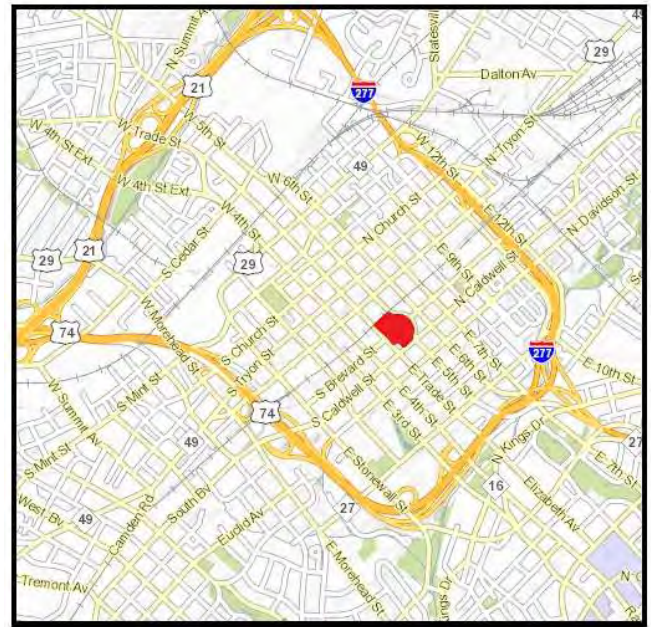 49
N Summit Av
Statesvill
29
21
Dalton Av
277
W 5th St
W Trade St
W 4th St Ext
W 12th St
N Tryon St
49
W 4th St Ext
W 6th St
N Davidson St
W 4th St
N Church St
E 12th St
S Cedar St
E 9th St
21
29
29
N Caldwell St
74
W Morehead St
S Church St
S Tryon St
E 7th St
277
E 6th St
E 10th St
S Brevard St
E 5th St
E Trade St
S Mint St
74
S Caldwell St
E 4th St
W Summit Av
E 3rd St
N Kings Dr
27
49
E 7th St
S Mint St
E Stonewall St
16
27
Elizabeth Av
South Bv
West Bv
49
Camden Rd
Euclid Av
E Morehead St
Tremont Av
ngs Dr